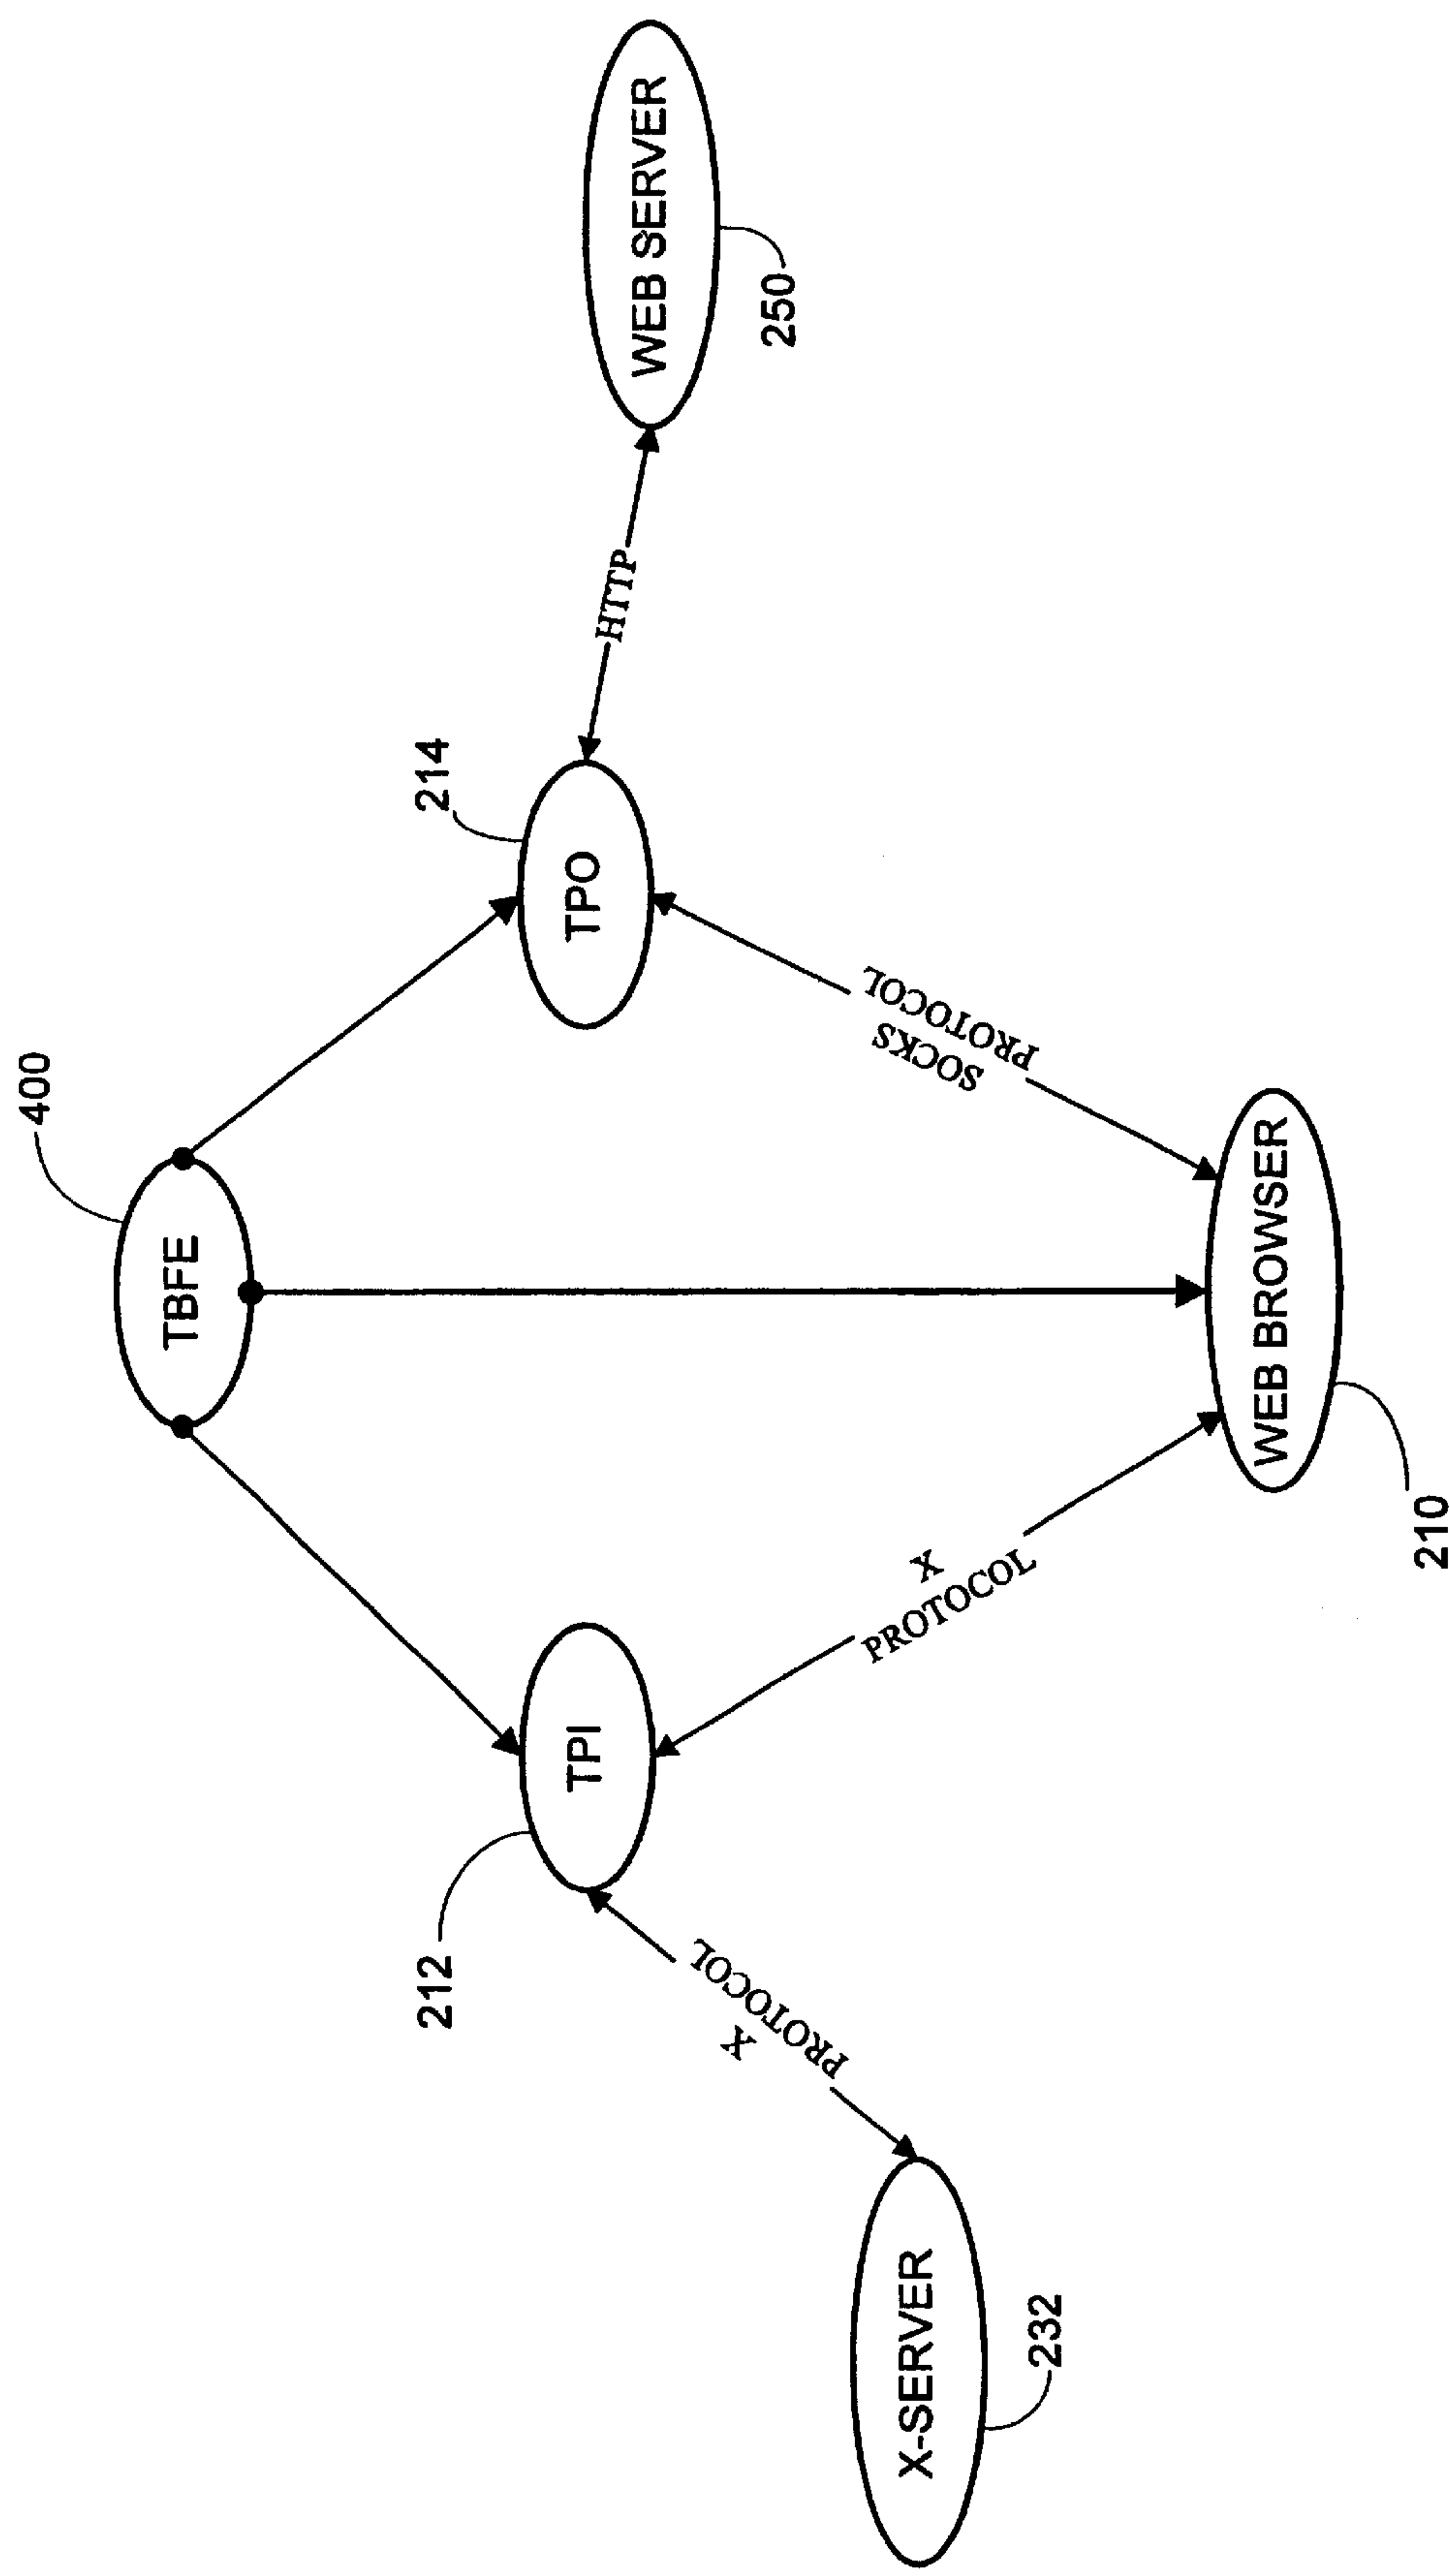 400
TBFE
212
TPI
214
TPO
HTTP
WEB SERVER
250
X
PROTOCOL
X
PROTOCOL
SOCKS
PROTOCOL
X-SERVER
232
WEB BROWSER
210